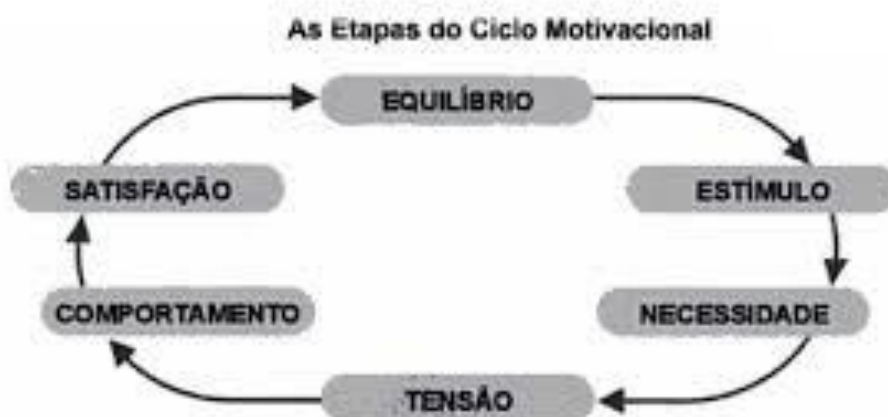 As Etapas do Ciclo Motivacional
EQUILÍBRIO
ESTÍMULO
NECESSIDADE
TENSÃO
COMPORTAMENTO
SATISFAÇÃO